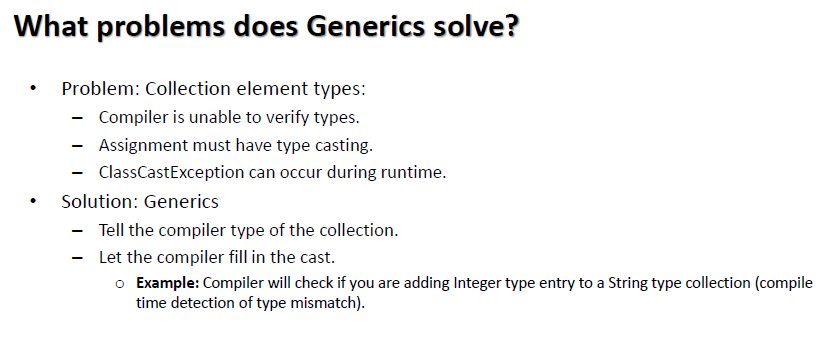 What problems does Generics solve?
• Problem: Collection element types:
– Compiler is unable to verify types.
– Assignment must have type casting.
– ClassCastException can occur during runtime.
• Solution: Generics
– Tell the compiler type of the collection.
– Let the compiler fill in the cast.
o Example: Compiler will check if you are adding Integer type entry to a String type collection (compile
time detection of type mismatch).